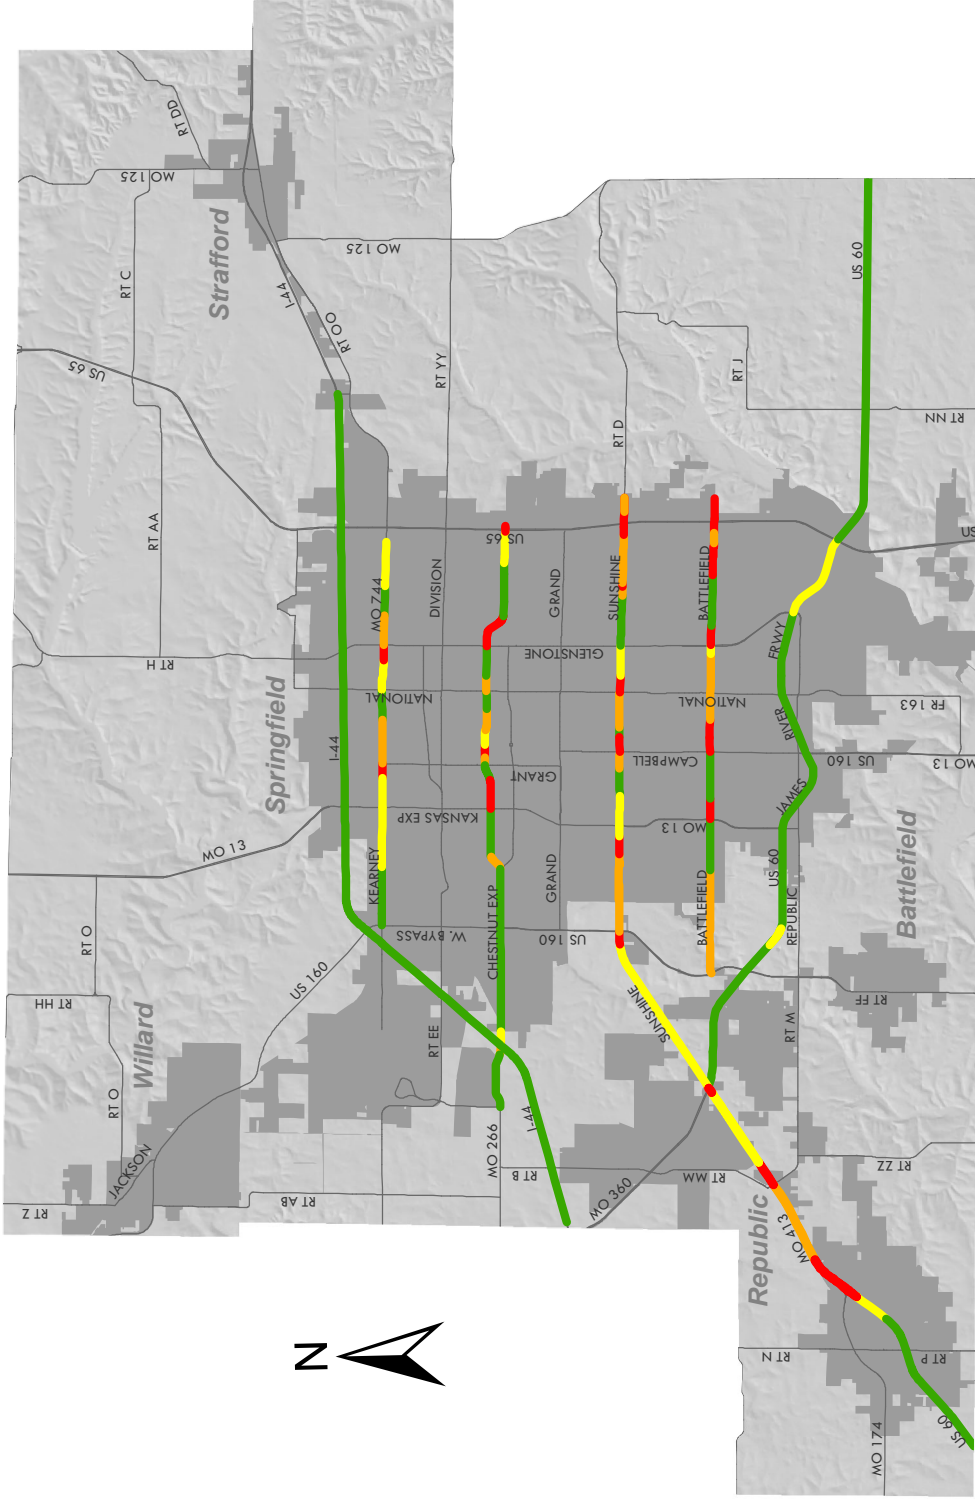 RT DD
MO 125
Strafford
RT C
MO 125
I-44
RT OO
US 65
RT YY
RT J
RT D
US 60
RT NN
RT AA
US 65
MO 744
DIVISION
GRAND
SUNSHINE
BATTLEFIELD
US
RT H
GLENSTONE
FRWY
NATIONAL
NATIONAL
FR 163
Springfield
I-44
RIVER
GRANT
CAMPBELL
US 160
MO 13
KANSAS EXP
MO 13
JAMES
MO 13
KEARNEY
GRAND
BATTLEFIELD
US 60
REPUBLIC
Battlefield
RT O
W. BYPASS
CHESTNUT EXP
US 160
US 160
RT HH
SUNSHINE
RT FF
RT M
Willard
RT EE
RT O
I-44
MO 266
RT B
JACKSON
RT Z
RT AB
MO 360
RT MM
RT ZZ
Republic
MO 413
N
RT N
RT P
MO 174
US 60